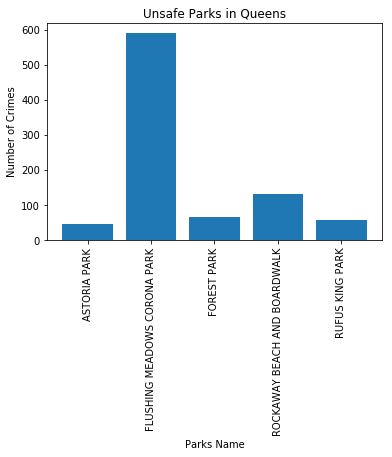 Unsafe Parks in Queens
Number of Crimes
600
500
400
300
200
100
0
ASTORIA PARK
FLUSHING MEADOWS CORONA PARK
FOREST PARK
ROCKAWAY BEACH AND BOARDWALK
RUFUS KING PARK
Parks Name